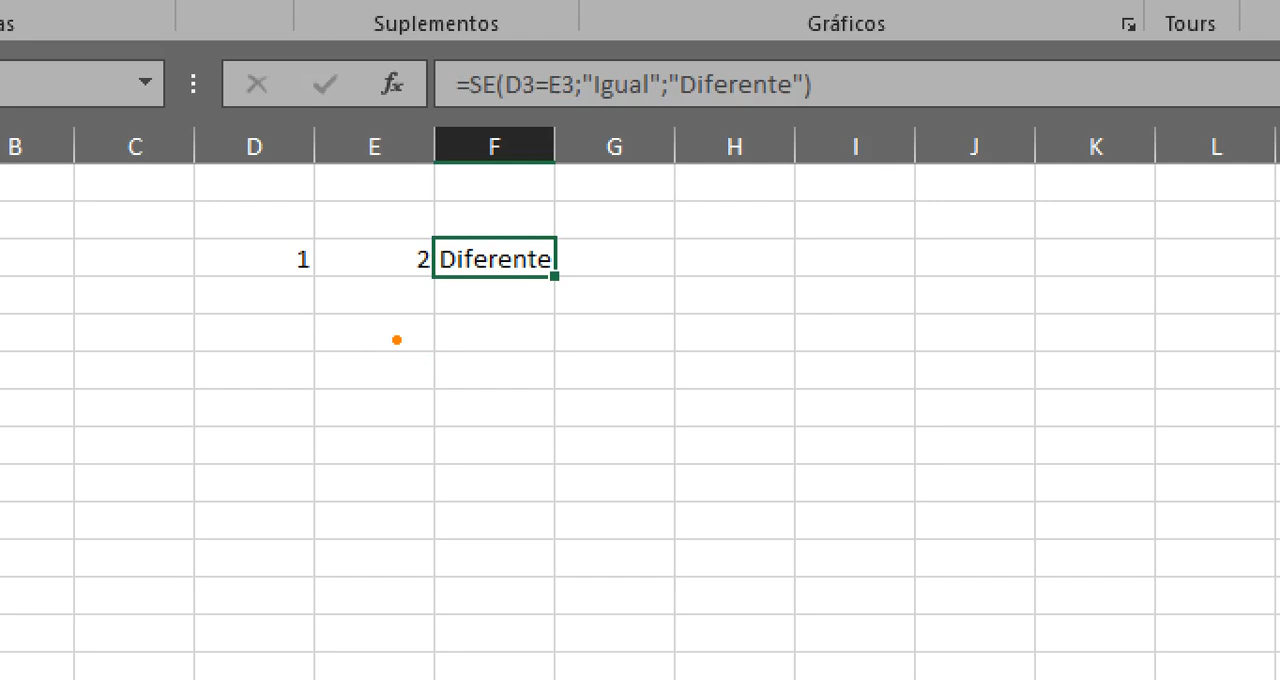 as Suplementos Gráficos Tours
fx =SE(D3=E3;"Igual";"Diferente")
B C D E F G H I J K L
1 2 Diferente